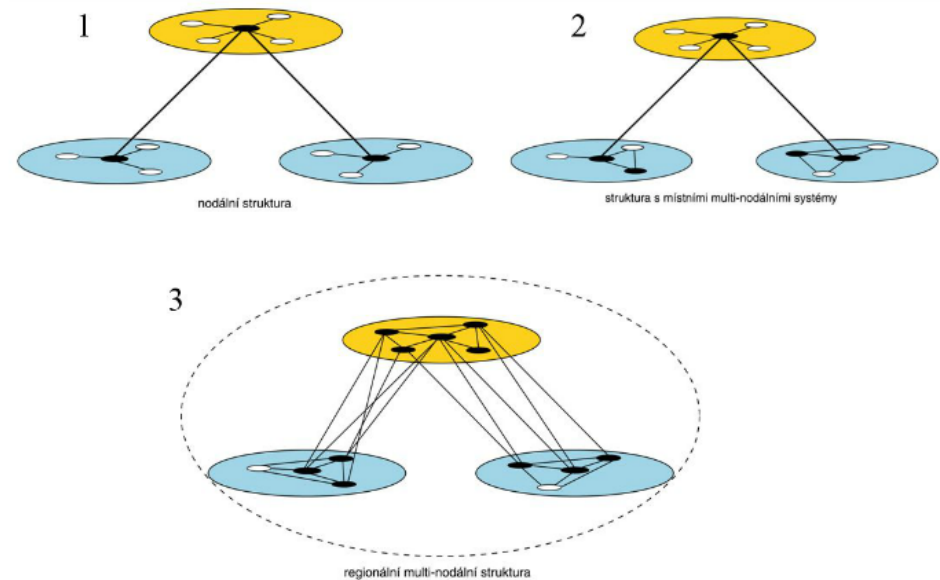 1
nodální struktura
2
struktura s místními multi-nodálními systémy
3
regionální multi-nodální struktura